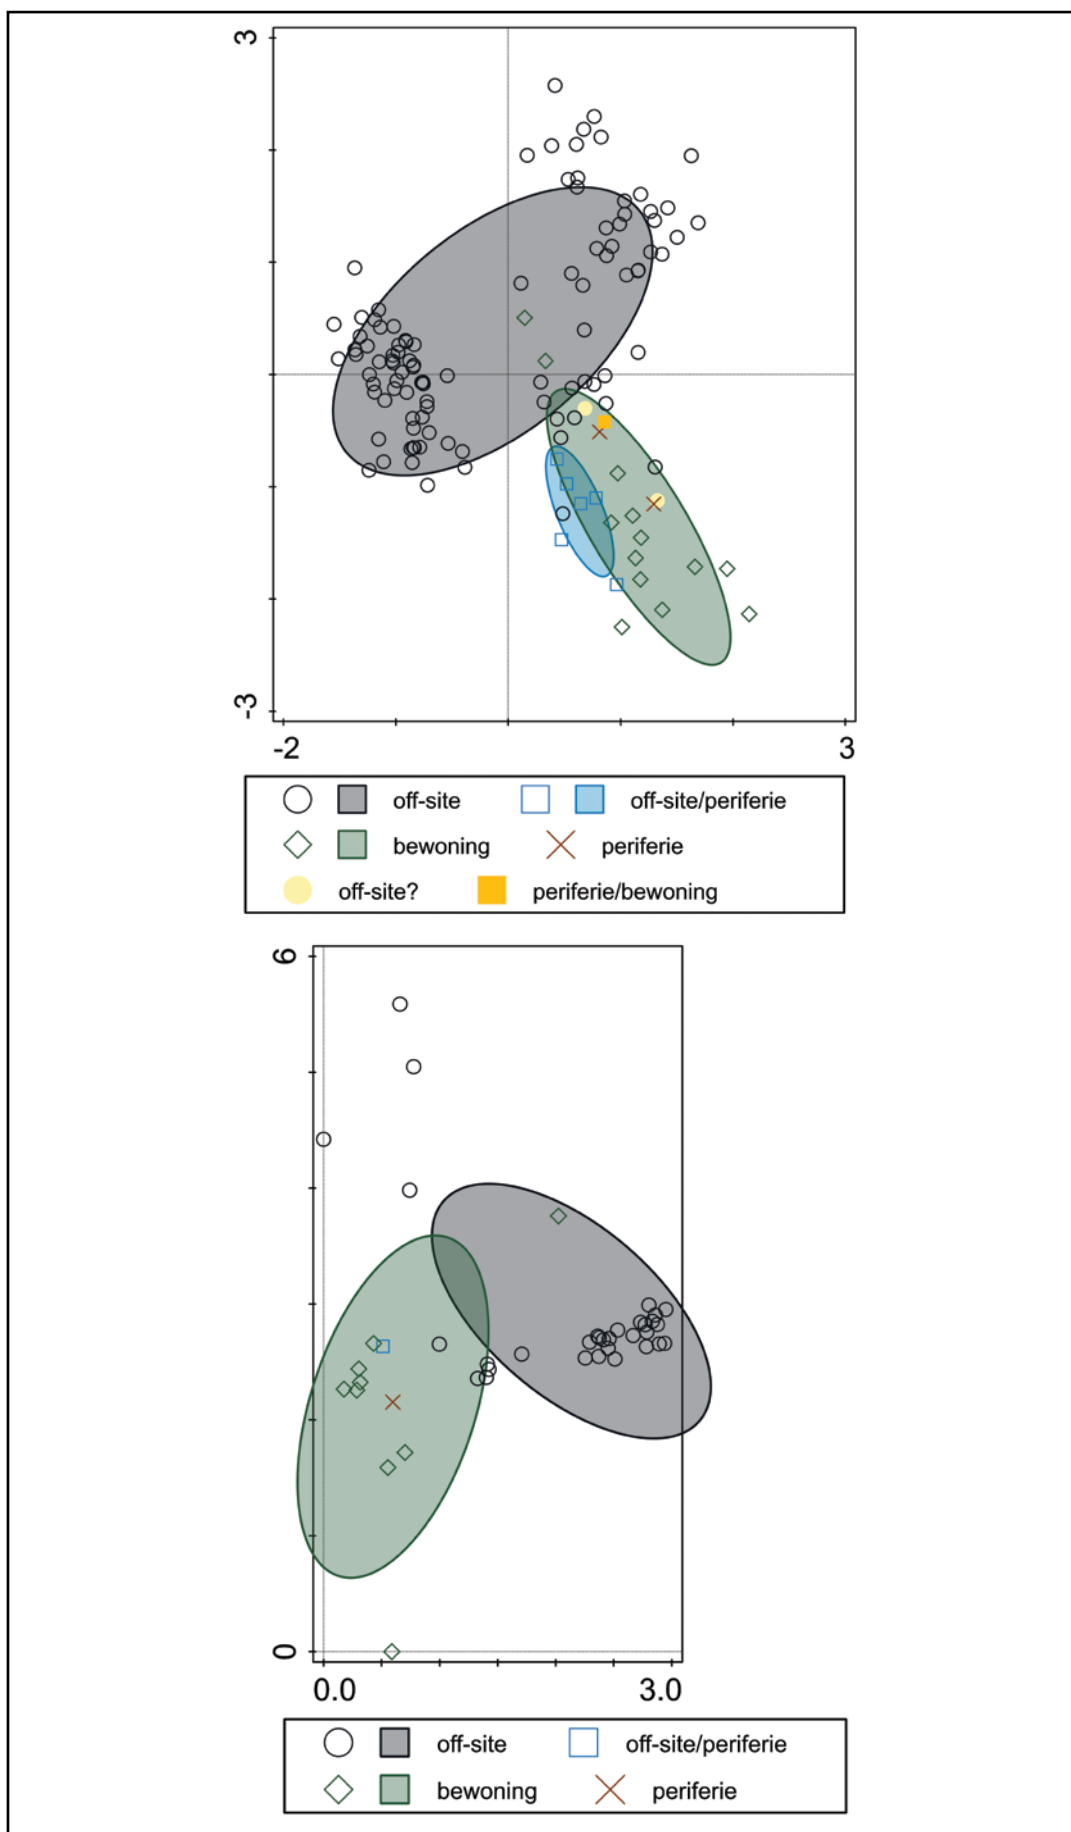 3
-3
-2 3
off-site off-site/periferie
bewoning periferie
off-site? periferie/bewoning
6
0
0.0 3.0
off-site off-site/periferie
bewoning periferie